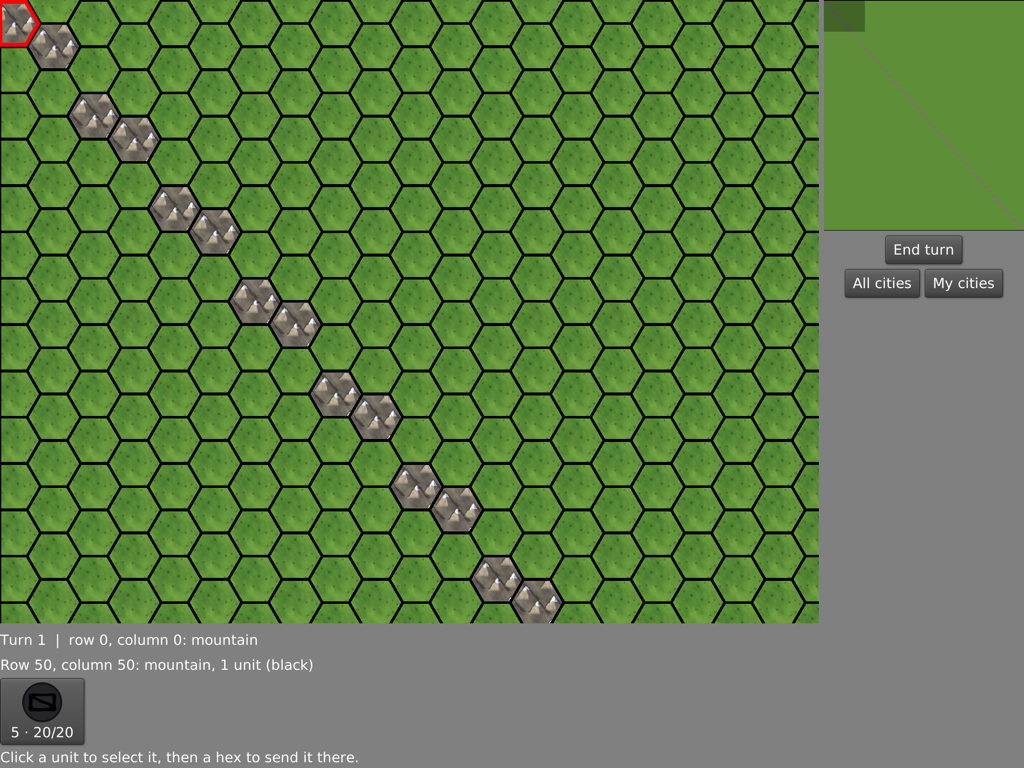 End turn
All cities My cities
Turn 1 | row 0, column 0: mountain
Row 50, column 50: mountain, 1 unit (black)
5 · 20/20
Click a unit to select it, then a hex to send it there.